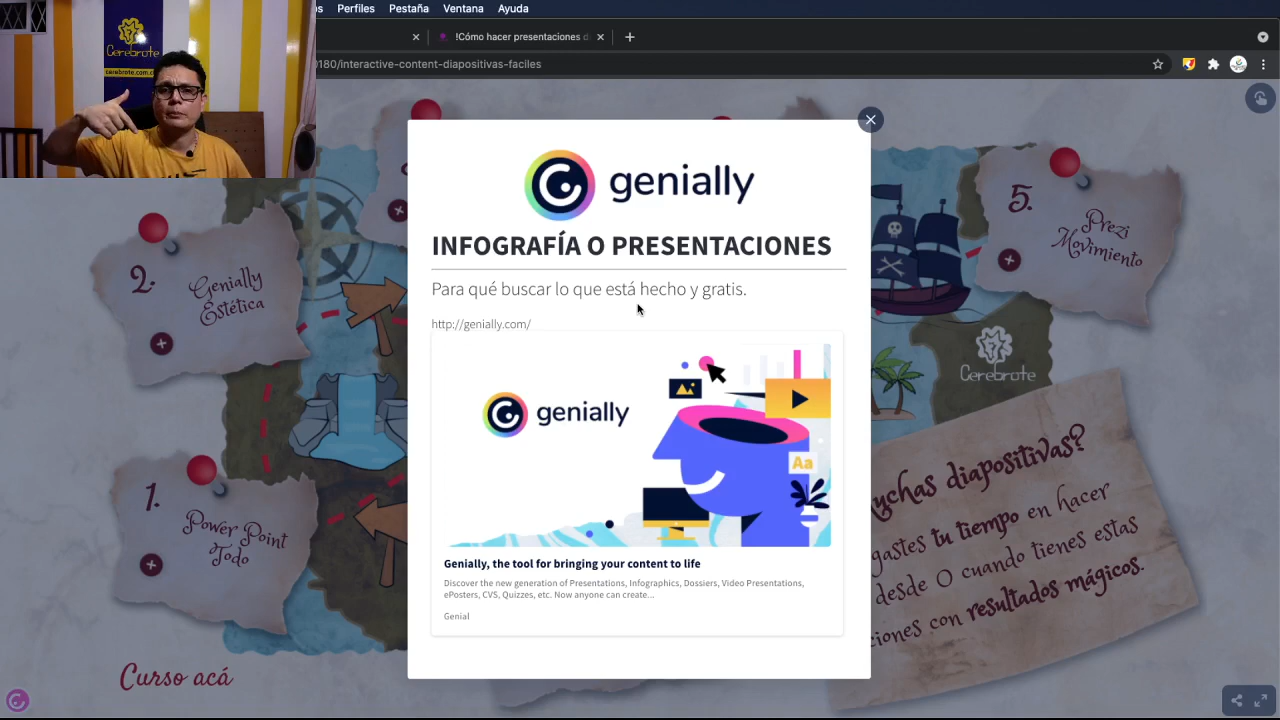 Perfiles Pestaña Ventana Ayuda
!Cómo hacer presentaciones d
180/interactive-content-diapositivas-faciles
Cerebrote
cerebrote.com.co
genially
INFOGRAFÍA O PRESENTACIONES
Para qué buscar lo que está hecho y gratis.
http://genially.com/
genially
Aa
Genially, the tool for bringing your content to life
Discover the new generation of Presentations, Infographics, Dossiers, Video Presentations,
ePosters, CVS, Quizzes, etc. Now anyone can create...
Genial
2. Genially
Estética
1. Power Point
Todo
5. Prezi
Movimiento
Cerebrote
uchas diapositivas?
gastes tu tiempo en hacer
desde 0 cuando tienes estas
ciones con resultados mágicos.
Curso acá